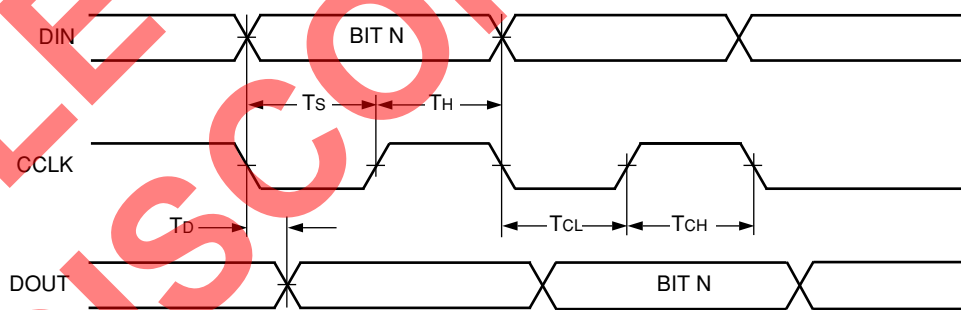 DIN
BIT N
TS
TH
CCLK
TD
TCL
TCH
DOUT
BIT N